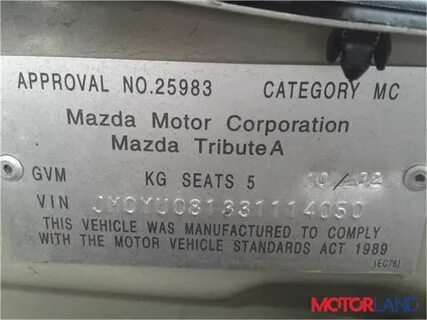 APPROVAL NO.25983 CATEGORY MC
Mazda Motor Corporation
Mazda Tribute A
GVM KG SEATS 5 10/02
VIN JM0YU081331114050
THIS VEHICLE WAS MANUFACTURED TO COMPLY
WITH THE MOTOR VEHICLE STANDARDS ACT 1989
(EC78)
MOTORLAND